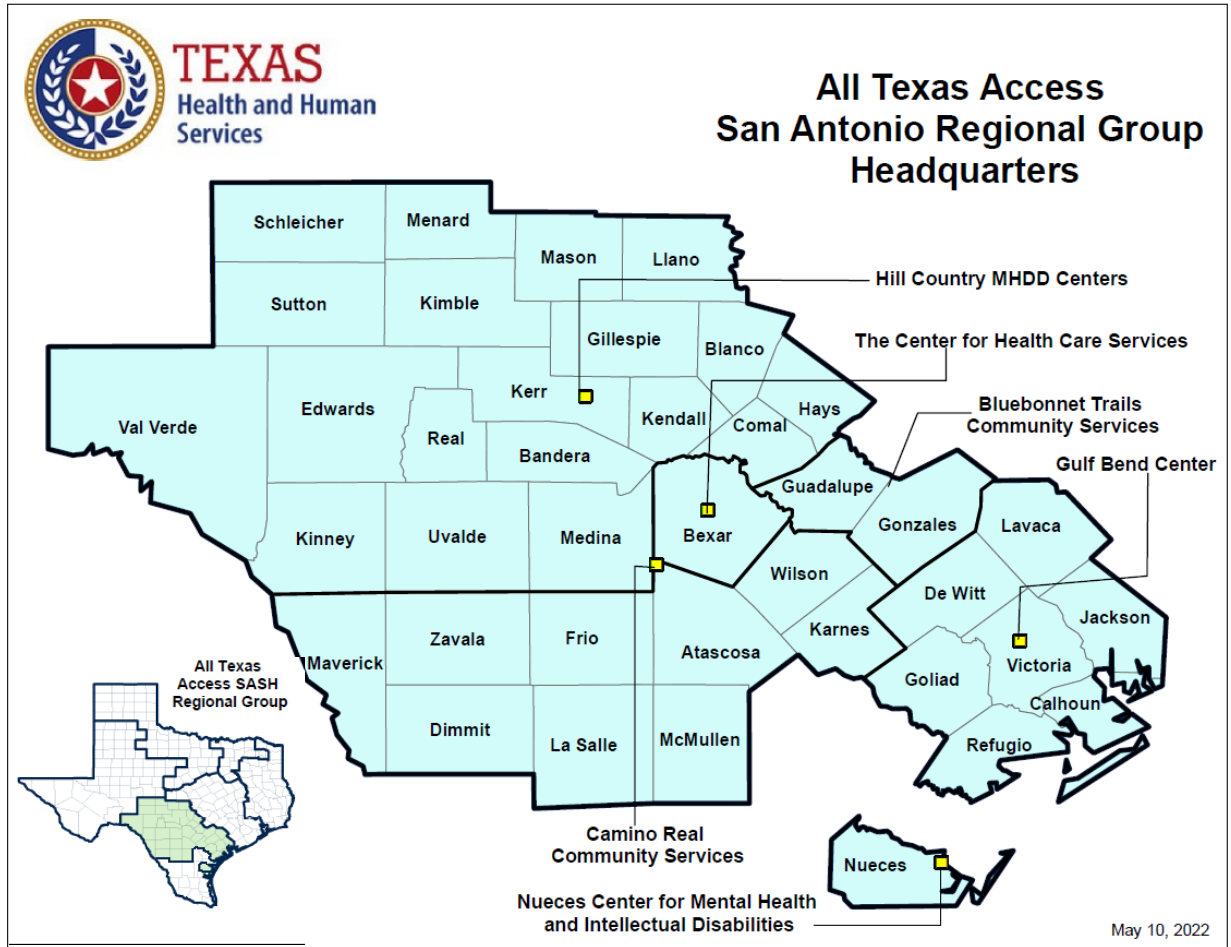 TEXAS
Health and Human
Services
All Texas Access
San Antonio Regional Group
Headquarters
Schleicher
Menard
Mason
Llano
Sutton
Kimble
Hill Country MHDD Centers
Gillespie
Blanco
The Center for Health Care Services
Val Verde
Edwards
Real
Kerr
Kendall
Comal
Hays
Bluebonnet Trails
Community Services
Bandera
Gulf Bend Center
Guadalupe
Gonzales
Lavaca
Kinney
Uvalde
Medina
Bexar
Wilson
De Witt
Jackson
Maverick
Zavala
Frio
Atascosa
Karnes
Goliad
Victoria
Calhoun
All Texas
Access SASH
Regional Group
Dimmit
La Salle
McMullen
Refugio
Camino Real
Community Services
Nueces
Nueces Center for Mental Health
and Intellectual Disabilities
May 10, 2022